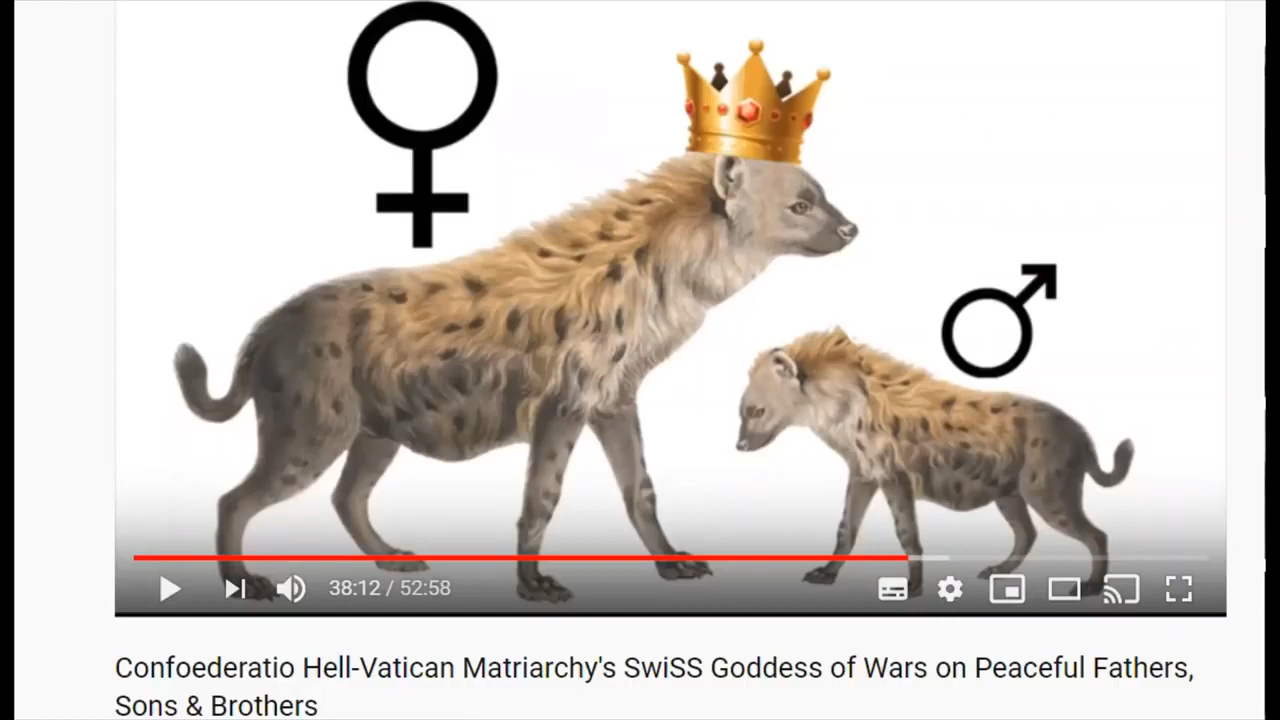 38:12 / 52:58
Confoederatio Hell-Vatican Matriarchy's SwiSS Goddess of Wars on Peaceful Fathers,
Sons & Brothers